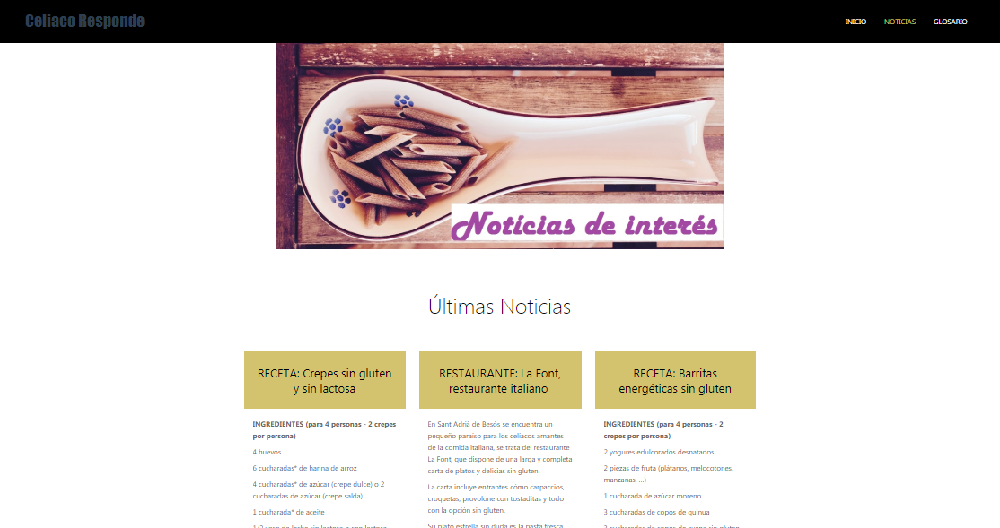 Celiaco Responde
INICIO
NOTICIAS
GLOSARIO
Notícias de interés
Últimas Noticias
RECETA: Crepes sin gluten
y sin lactosa
INGREDIENTES (para 4 personas - 2 crepes
por persona)
4 huevos
6 cucharadas* de harina de arroz
4 cucharadas* de azúcar (crepe dulce) o 2
cucharadas de azúcar (crepe salda)
1 cucharada* de aceite
RESTAURANTE: La Font,
restaurante italiano
En Sant Adrià de Besòs se encuentra un
pequeño paraíso para los celíacos amantes
de la comida italiana, se trata del restaurante
La Font, que dispone de una larga y completa
carta de platos y delicias sin gluten.
La carta incluye entrantes cómo carpaccios,
croquetas, provolone con tostaditas y todo
con la opción sin gluten.
Su plato estrella sin duda es la pasta fresca
RECETA: Barritas
energéticas sin gluten
INGREDIENTES (para 4 personas - 2
crepes por persona)
2 yogures edulcorados desnatados
2 piezas de fruta (plátanos, melocotones,
manzanas, ...)
1 cucharada de azúcar moreno
3 cucharadas de copos de quinua